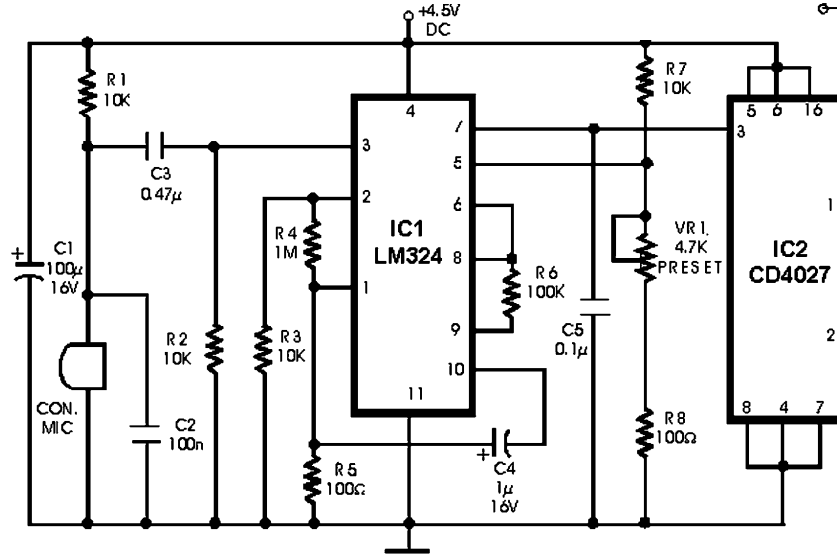 +4.5V
DC
R1
10K
R7
10K
4
5
6
16
7
3
3
C3
0.47µ
5
2
1
6
IC1
LM324
R4
1M
VR1.
4.7K
PRESET
IC2
CD4027
C1
100µ
16V
+
8
R6
100K
1
9
C5
0.1µ
2
R2
10K
R3
10K
10
CON.
MIC
11
8
4
7
C2
100n
R8
100Ω
+
C4
1µ
16V
R5
100Ω